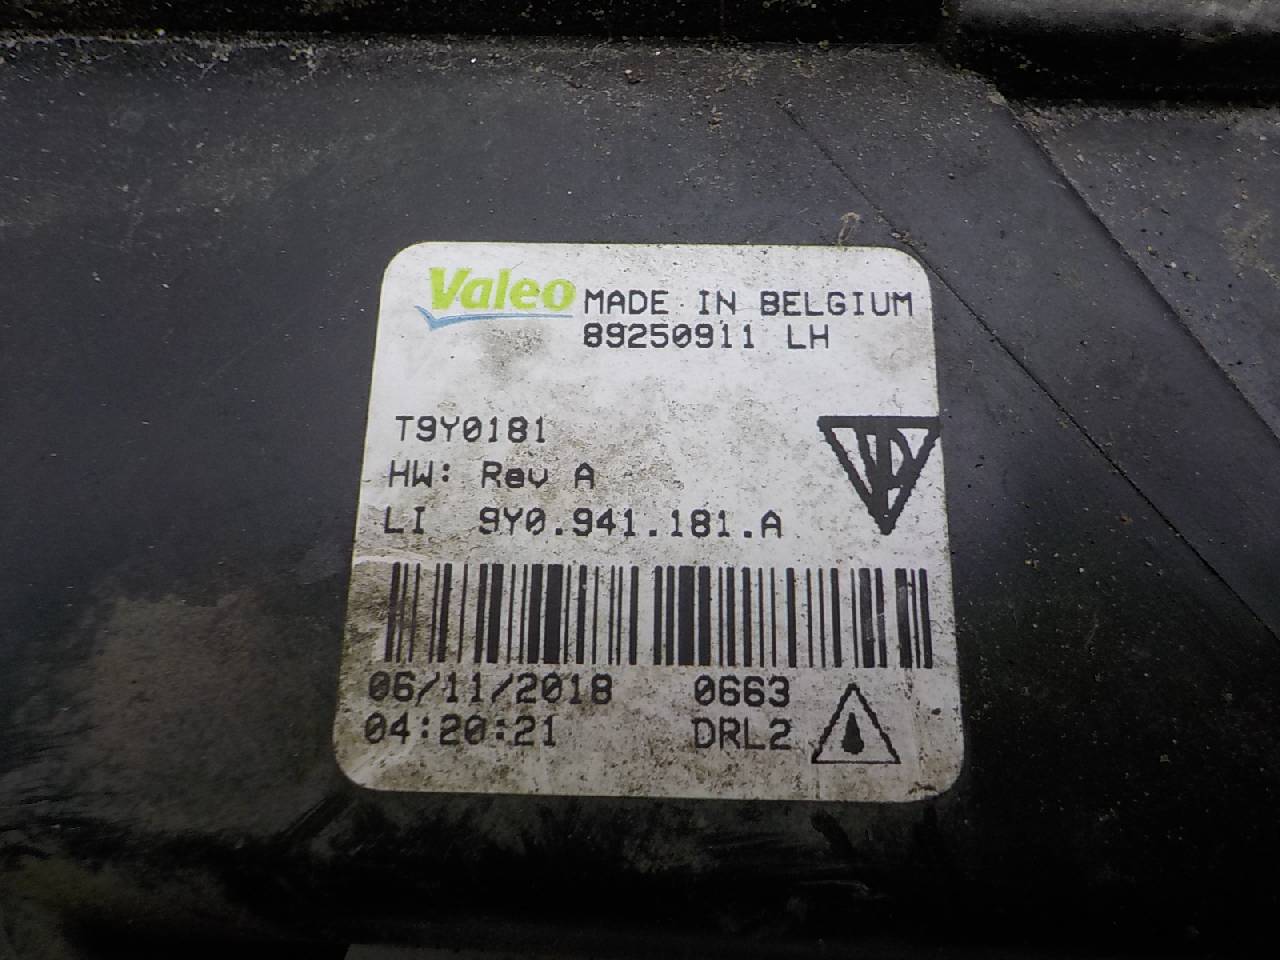 Valeo MADE IN BELGIUM
89250911 LH
T9Y0181
HW: Rev A
LI 9Y0.941.181.A
06/11/2018 0663
04:20:21 DRL2